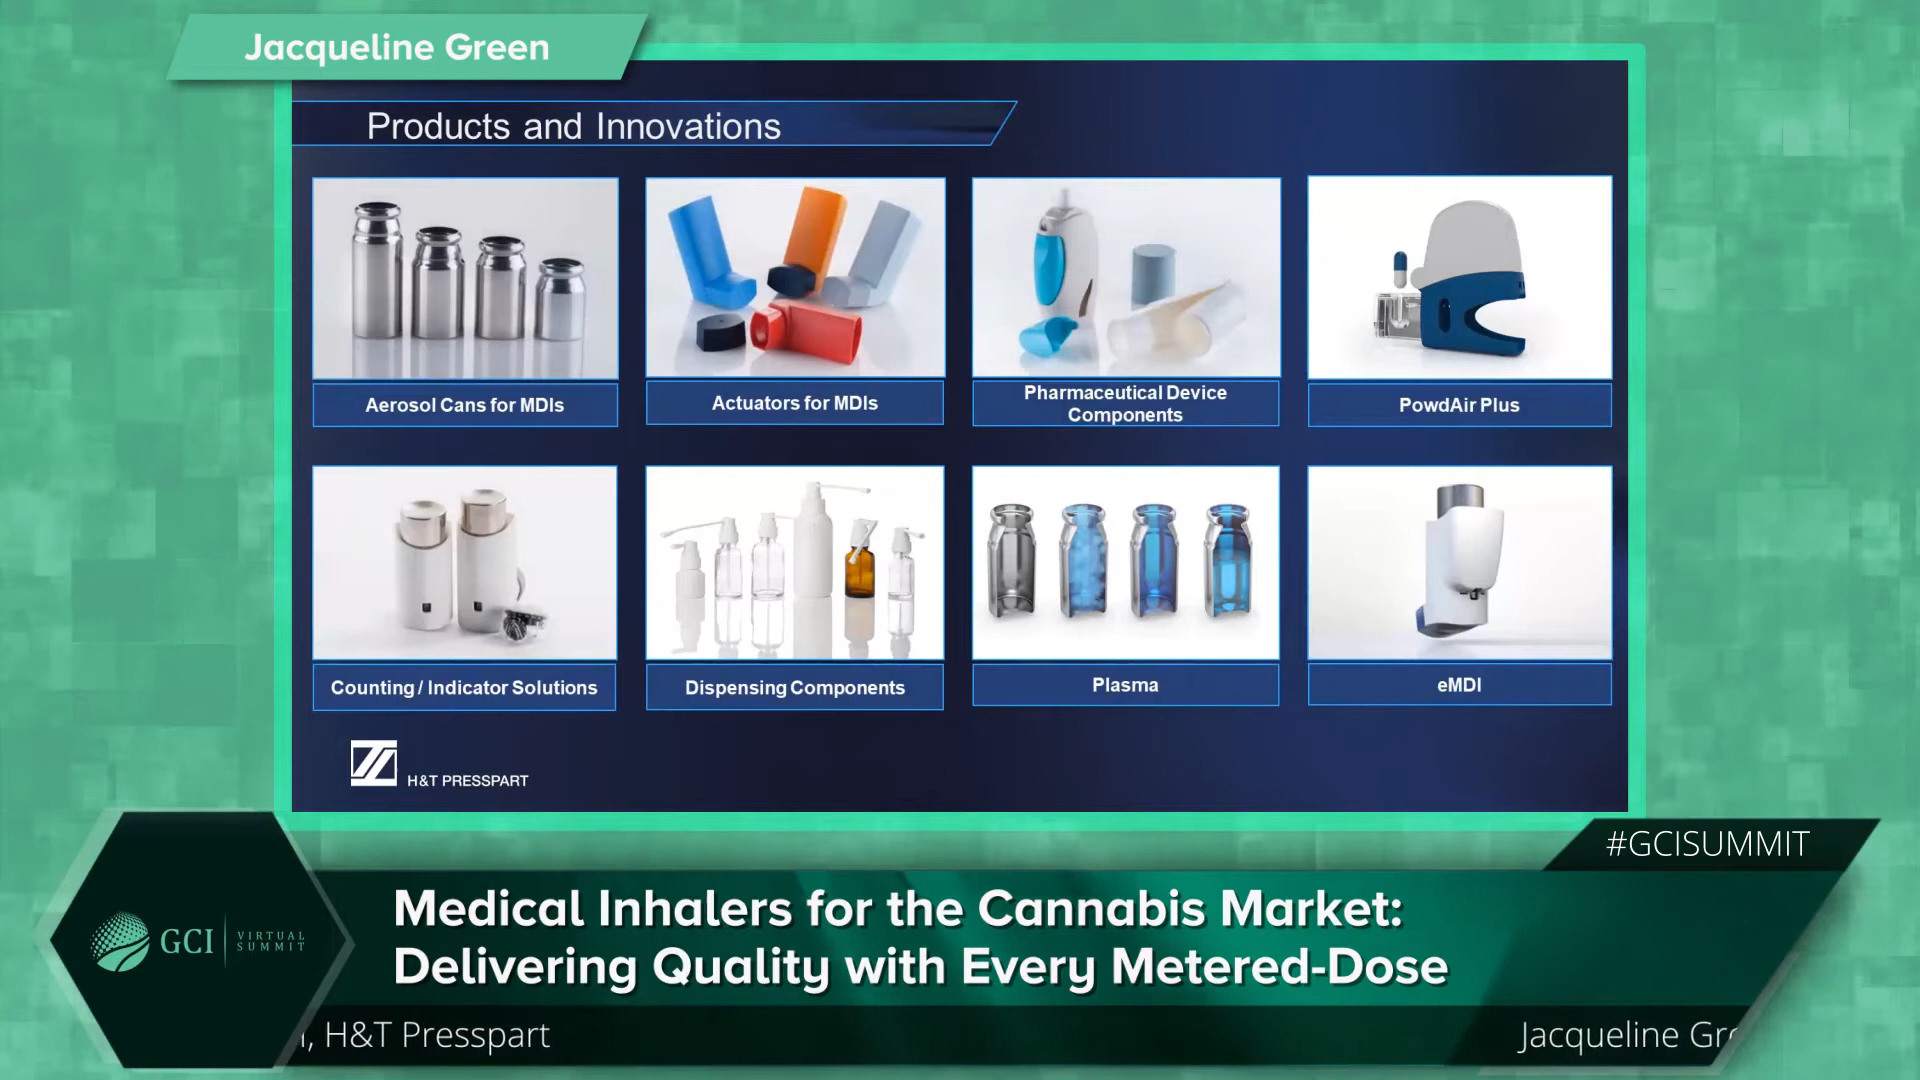 Jacqueline Green
Products and Innovations
Aerosol Cans for MDIs
Actuators for MDIs
Pharmaceutical Device
Components
PowdAir Plus
Counting / Indicator Solutions
Dispensing Components
Plasma
eMDI
H&T PRESSPART
#GCISUMMIT
GCI VIRTUAL
SUMMIT
Medical Inhalers for the Cannabis Market:
Delivering Quality with Every Metered-Dose
, H&T Presspart
Jacqueline Gre